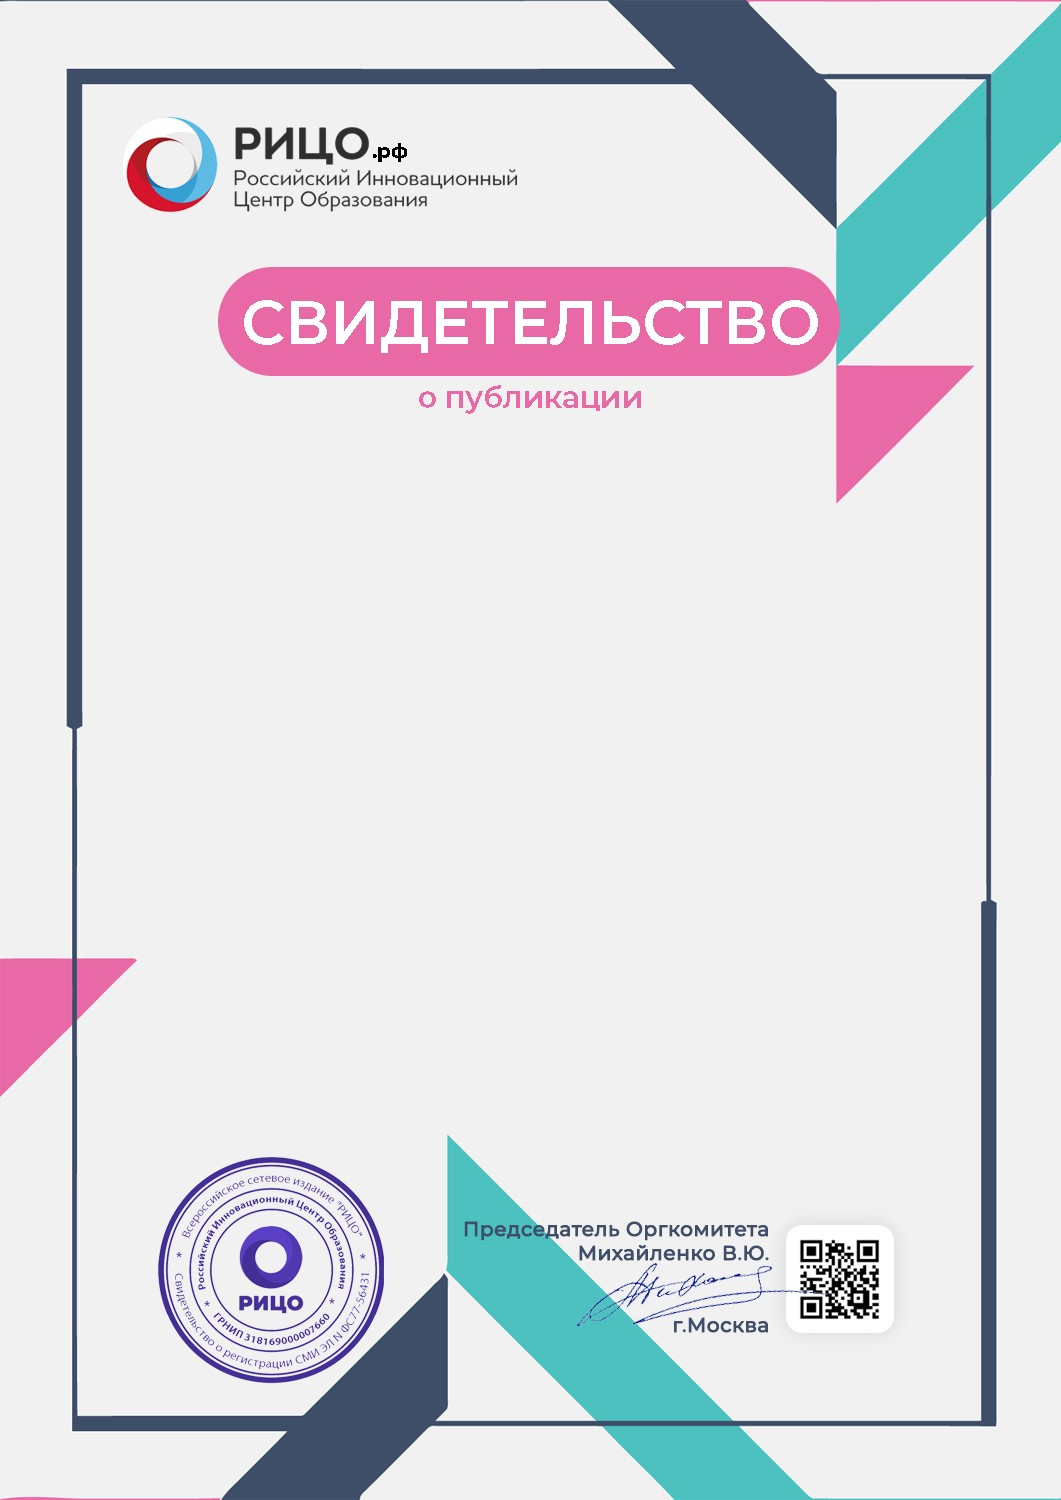 РИЦО.рф
Российский Инновационный
Центр Образования
СВИДЕТЕЛЬСТВО
о публикации
Всероссийское сетевое издание "РИЦО"
Российский Инновационный Центр Образования
РИЦО
ГРНИП 318169000007660
Свидетельство о регистрации СМИ ЭЛ N ФС77-56431
Председатель Оргкомитета
Михайленко В.Ю.
г.Москва